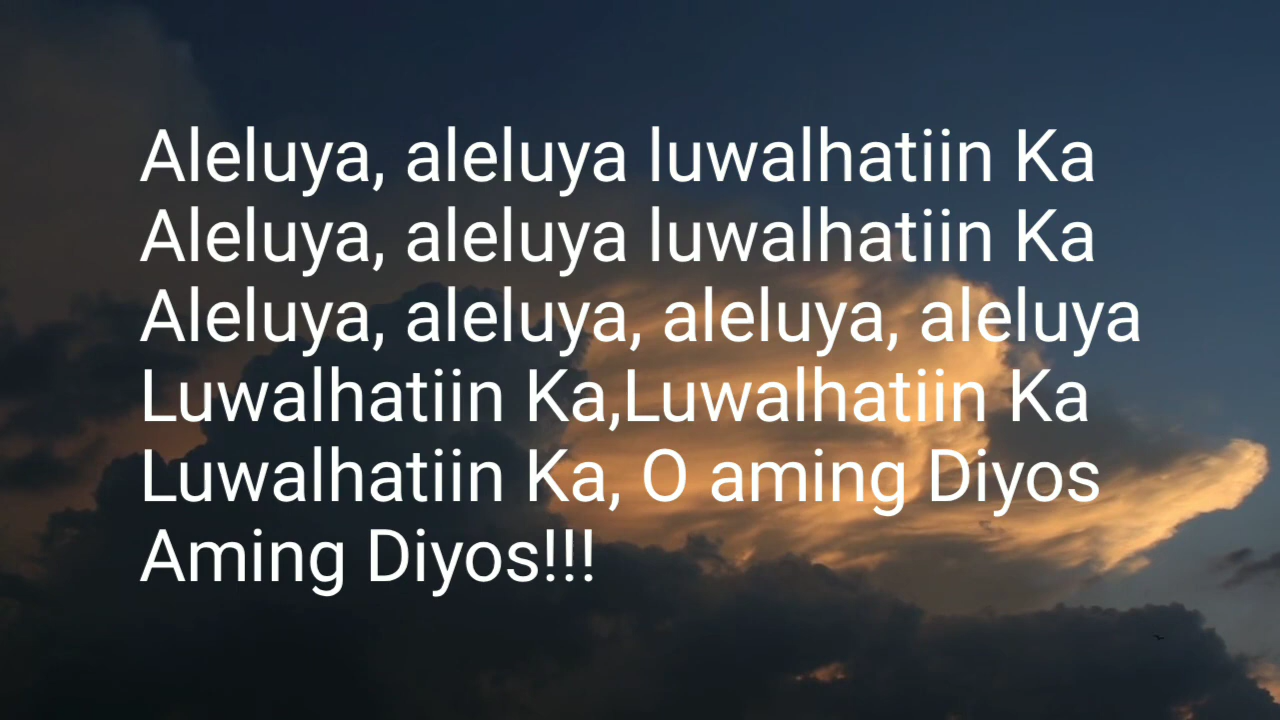 Aleluya, aleluya luwalhatiin Ka
Aleluya, aleluya luwalhatiin Ka
Aleluya, aleluya, aleluya, aleluya
Luwalhatiin Ka,Luwalhatiin Ka
Luwalhatiin Ka, O aming Diyos
Aming Diyos!!!